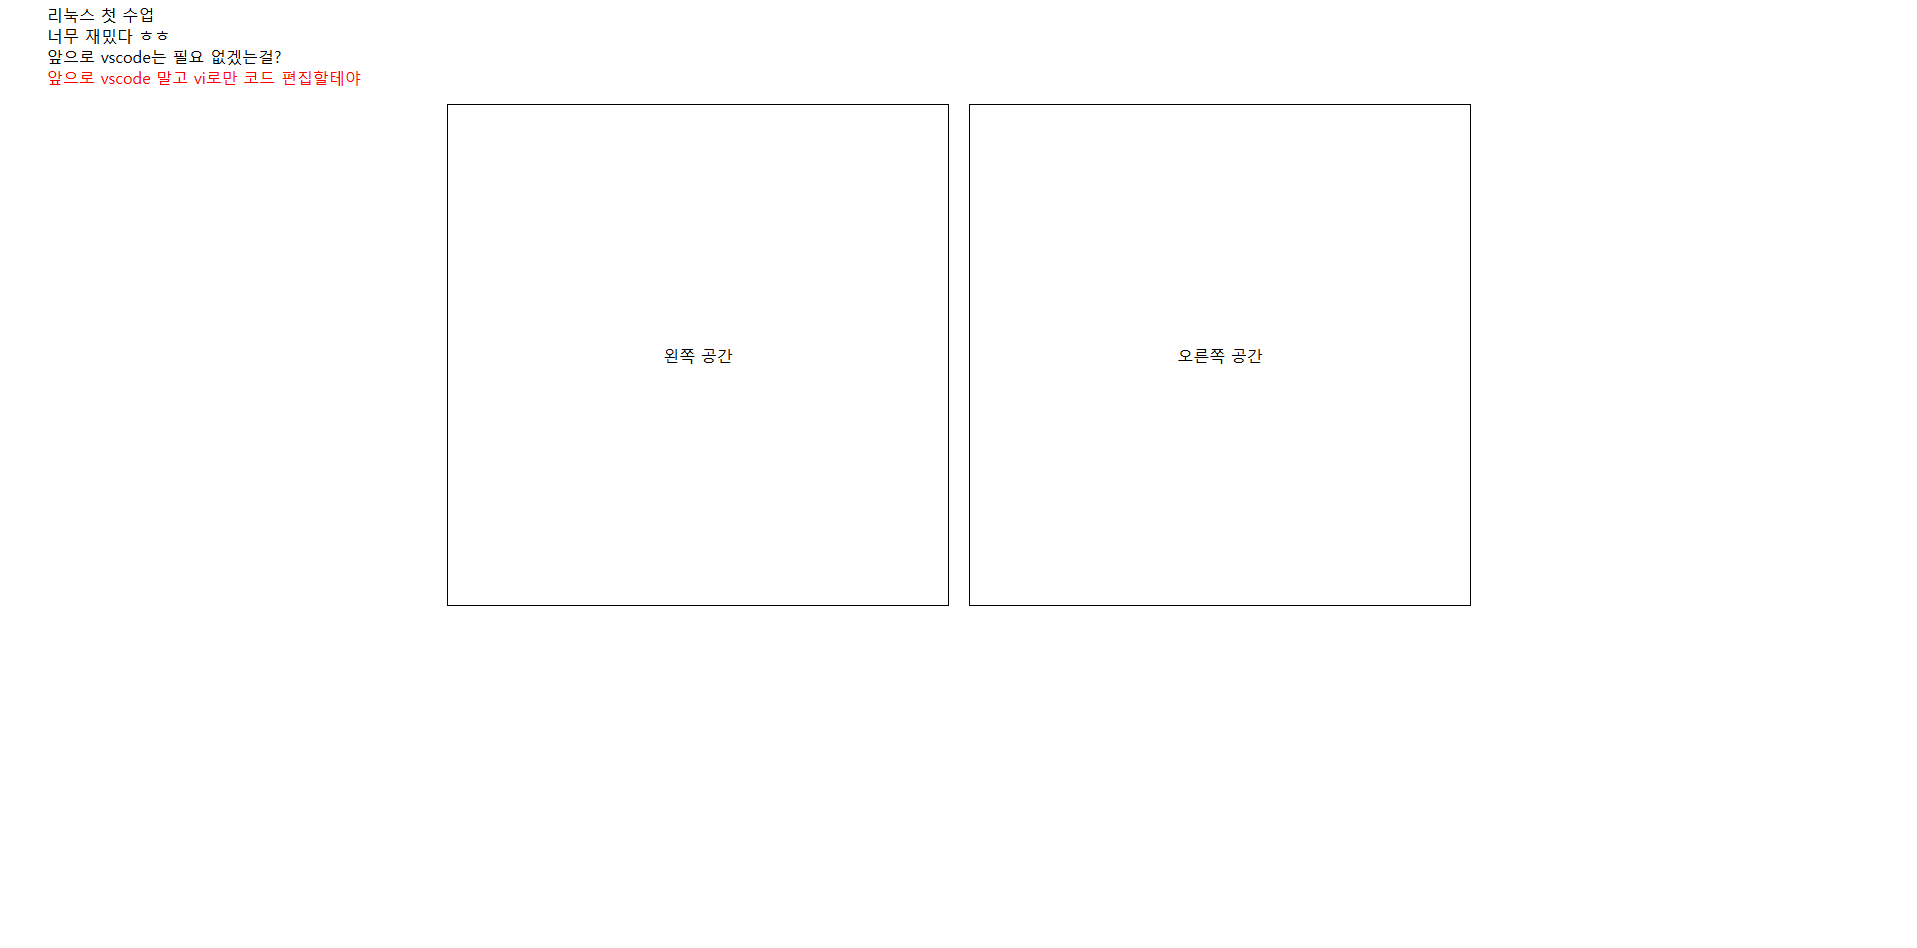 리눅스 첫 수업
너무 재밌다 ㅎㅎ
앞으로 vscode는 필요 없겠는걸?
앞으로 vscode 말고 vi로만 코드 편집할테야
왼쪽 공간
오른쪽 공간